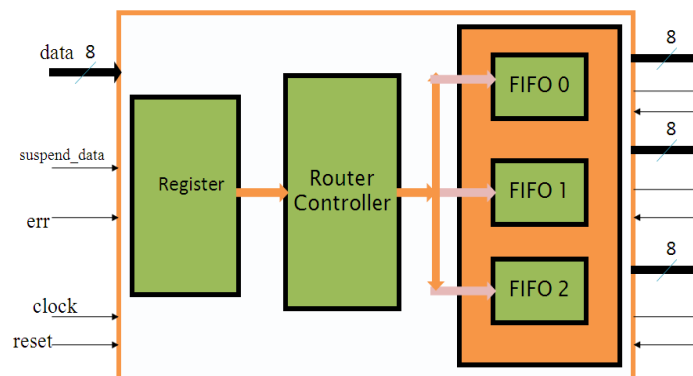 data 8
suspend_data
err
clock
reset
Register
Router
Controller
FIFO 0
FIFO 1
FIFO 2
8
8
8